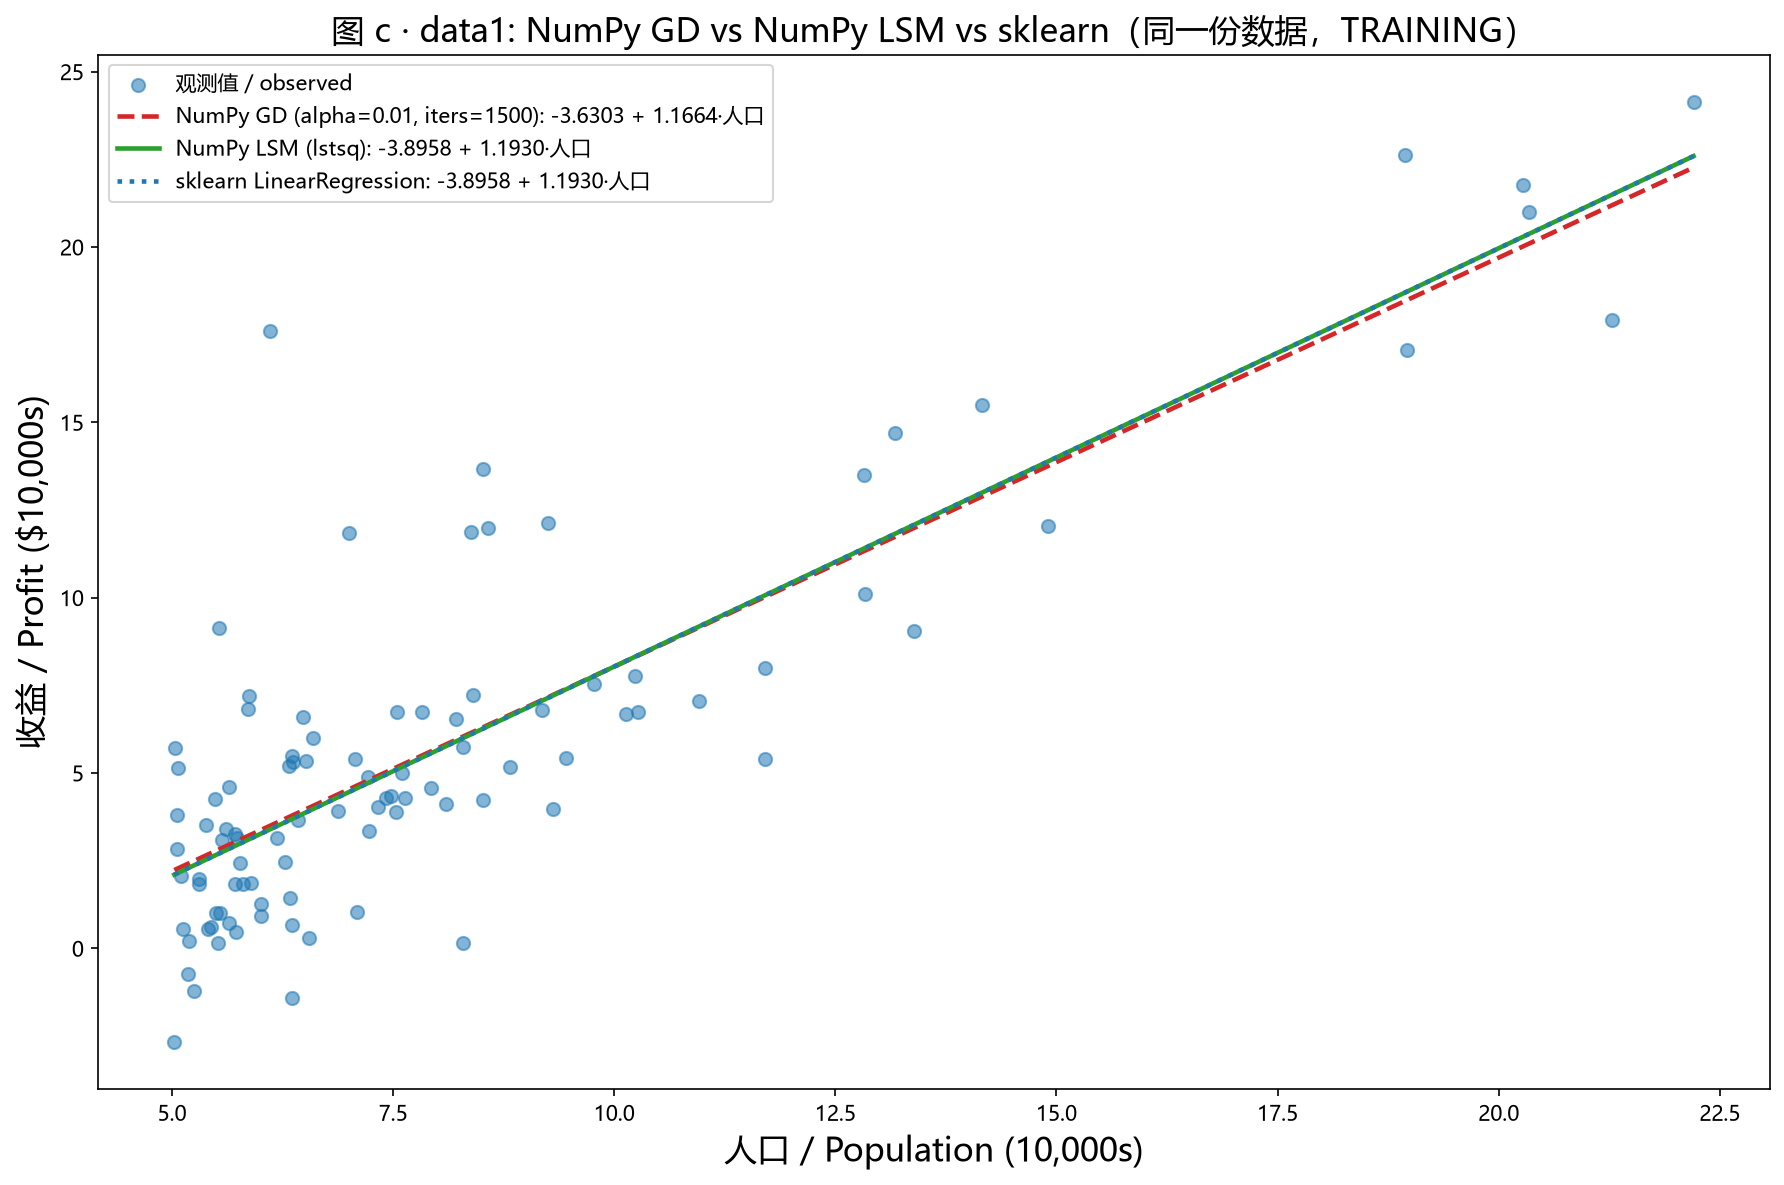 图 c · data1: NumPy GD vs NumPy LSM vs sklearn（同一份数据，TRAINING）
观测值 / observed
NumPy GD (alpha=0.01, iters=1500): -3.6303 + 1.1664·人口
NumPy LSM (lstsq): -3.8958 + 1.1930·人口
sklearn LinearRegression: -3.8958 + 1.1930·人口
收益 / Profit ($10,000s)
25
20
15
10
5
0
5.0 7.5 10.0 12.5 15.0 17.5 20.0 22.5
人口 / Population (10,000s)